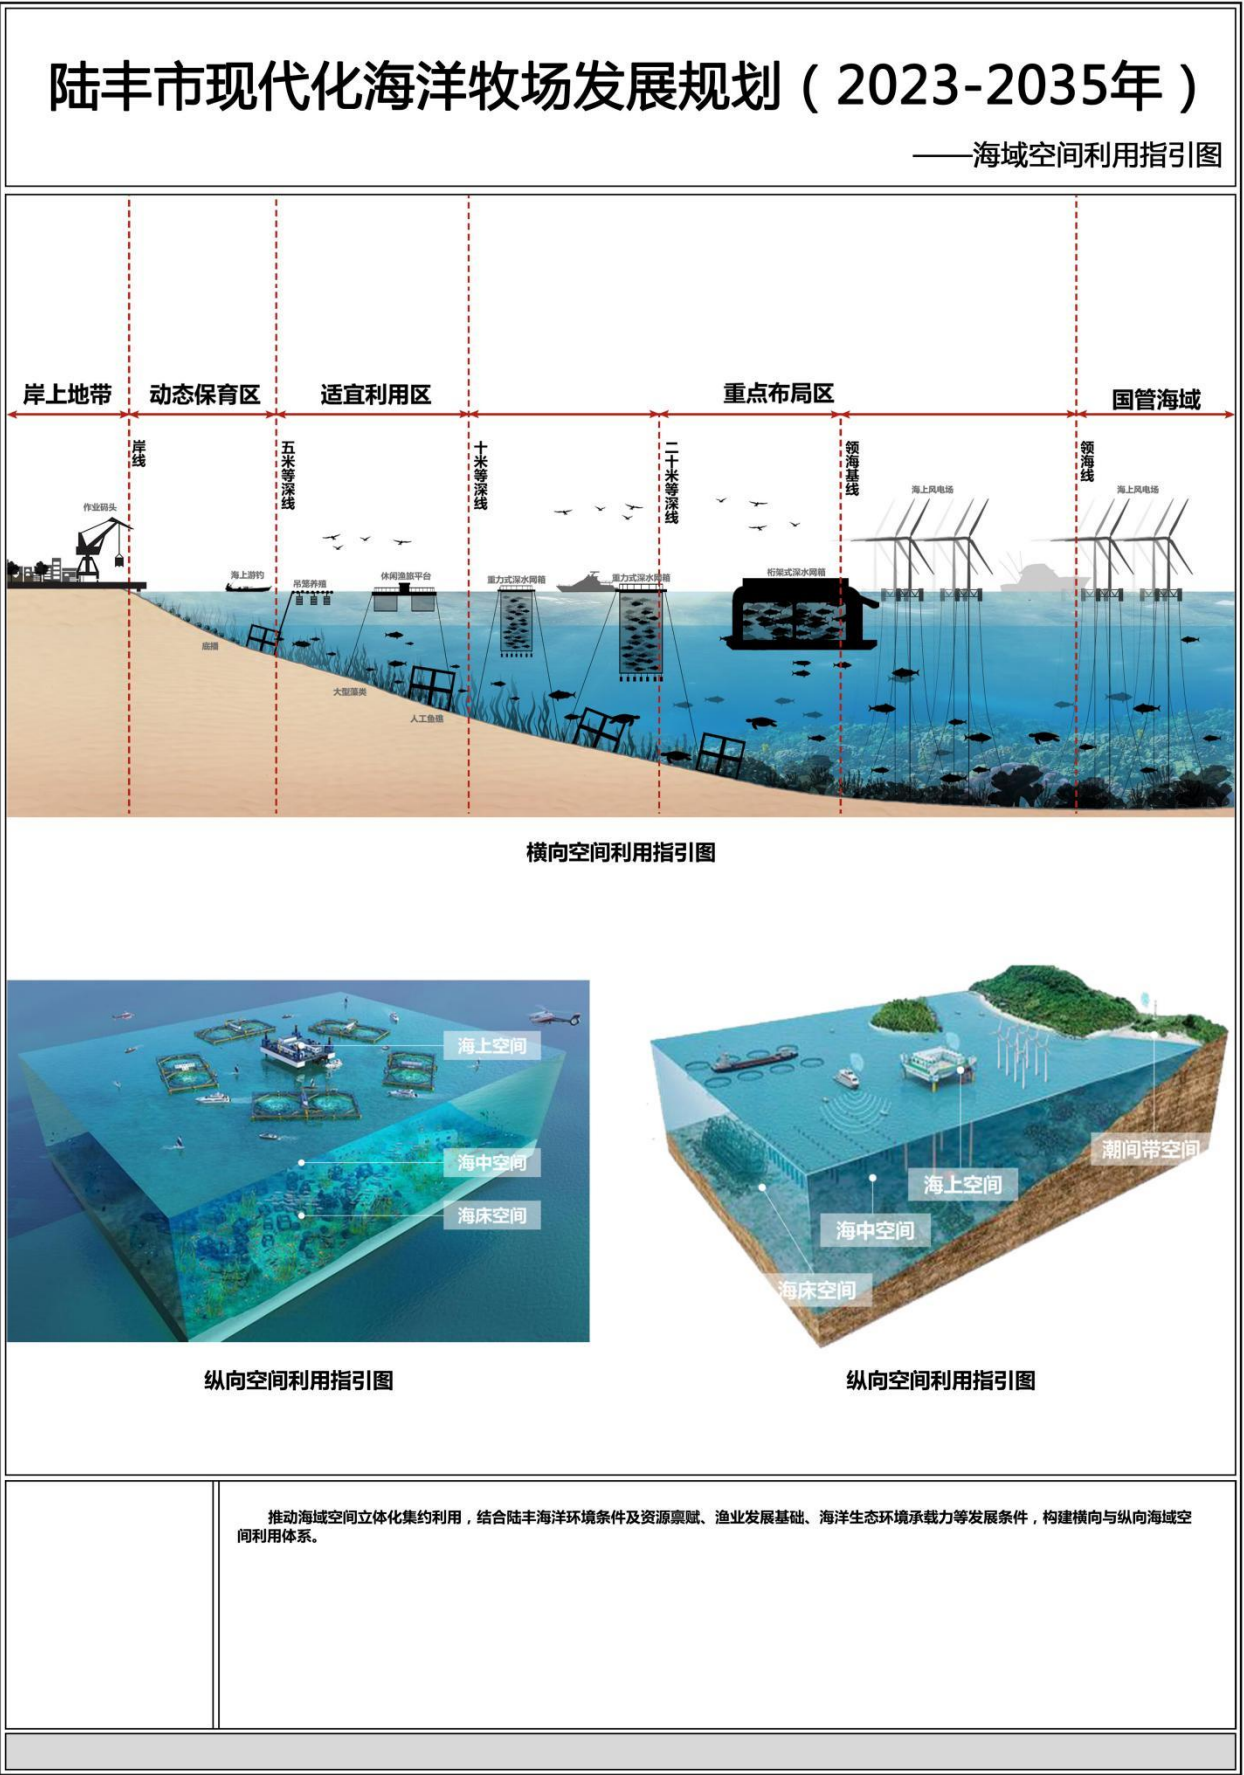 陆丰市现代化海洋牧场发展规划（2023-2035年）
——海域空间利用指引图
岸上地带
动态保育区
适宜利用区
重点布局区
国管海域
岸线
五米等深线
十米等深线
二十米等深线
领海基线
领海线
作业码头
海上游钓
吊笼养殖
休闲渔旅平台
重力式深水网箱
重力式深水网箱
桁架式深水网箱
海上风电场
海上风电场
底播
大型藻类
人工鱼礁
横向空间利用指引图
海上空间
海中空间
海床空间
潮间带空间
海上空间
海中空间
海床空间
纵向空间利用指引图
纵向空间利用指引图
推动海域空间立体化集约利用，结合陆丰海洋环境条件及资源禀赋、渔业发展基础、海洋生态环境承载力等发展条件，构建横向与纵向海域空
间利用体系。